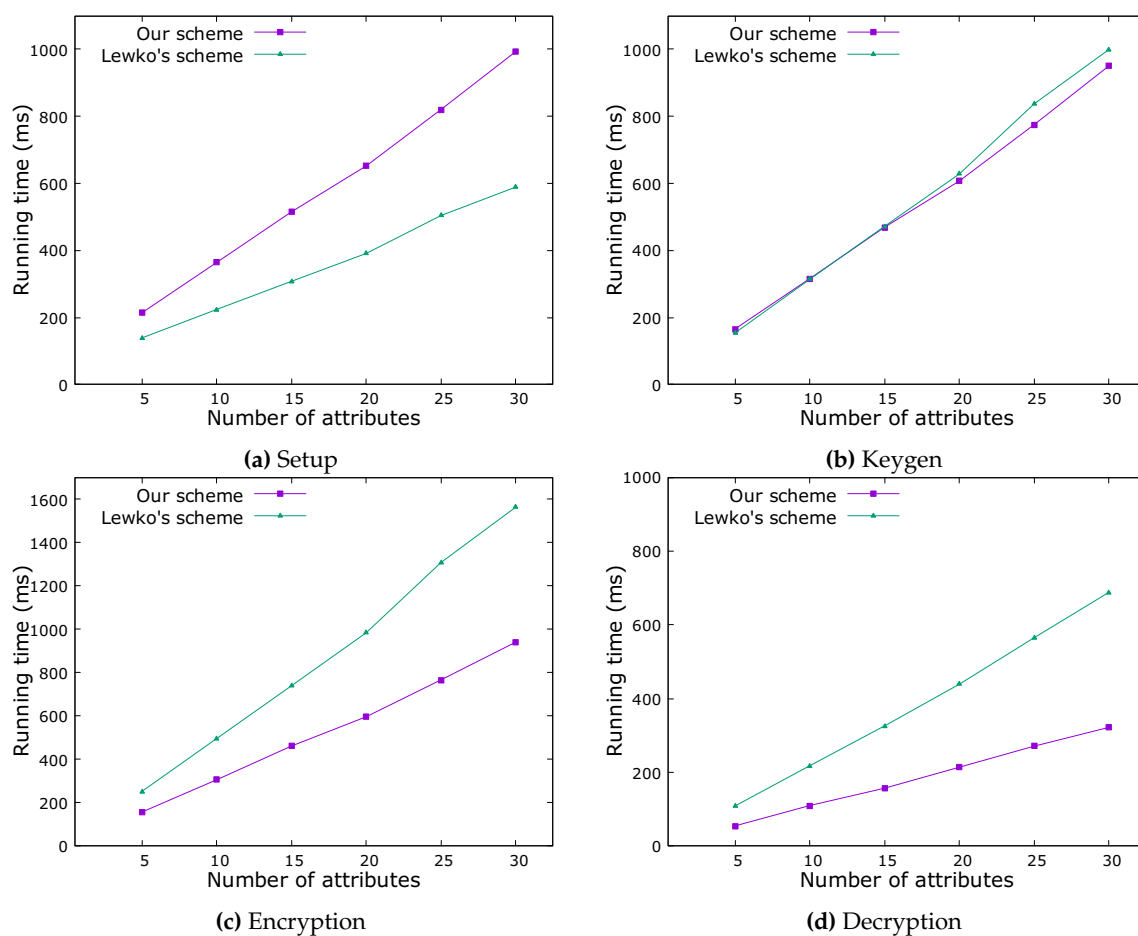 Our scheme
Lewko's scheme
1000
800
600
400
200
0
Running time (ms)
5 10 15 20 25 30
Number of attributes
(a) Setup
Our scheme
Lewko's scheme
1000
800
600
400
200
0
Running time (ms)
5 10 15 20 25 30
Number of attributes
(b) Keygen
Our scheme
Lewko's scheme
1600
1400
1200
1000
800
600
400
200
0
Running time (ms)
5 10 15 20 25 30
Number of attributes
(c) Encryption
Our scheme
Lewko's scheme
1000
800
600
400
200
0
Running time (ms)
5 10 15 20 25 30
Number of attributes
(d) Decryption